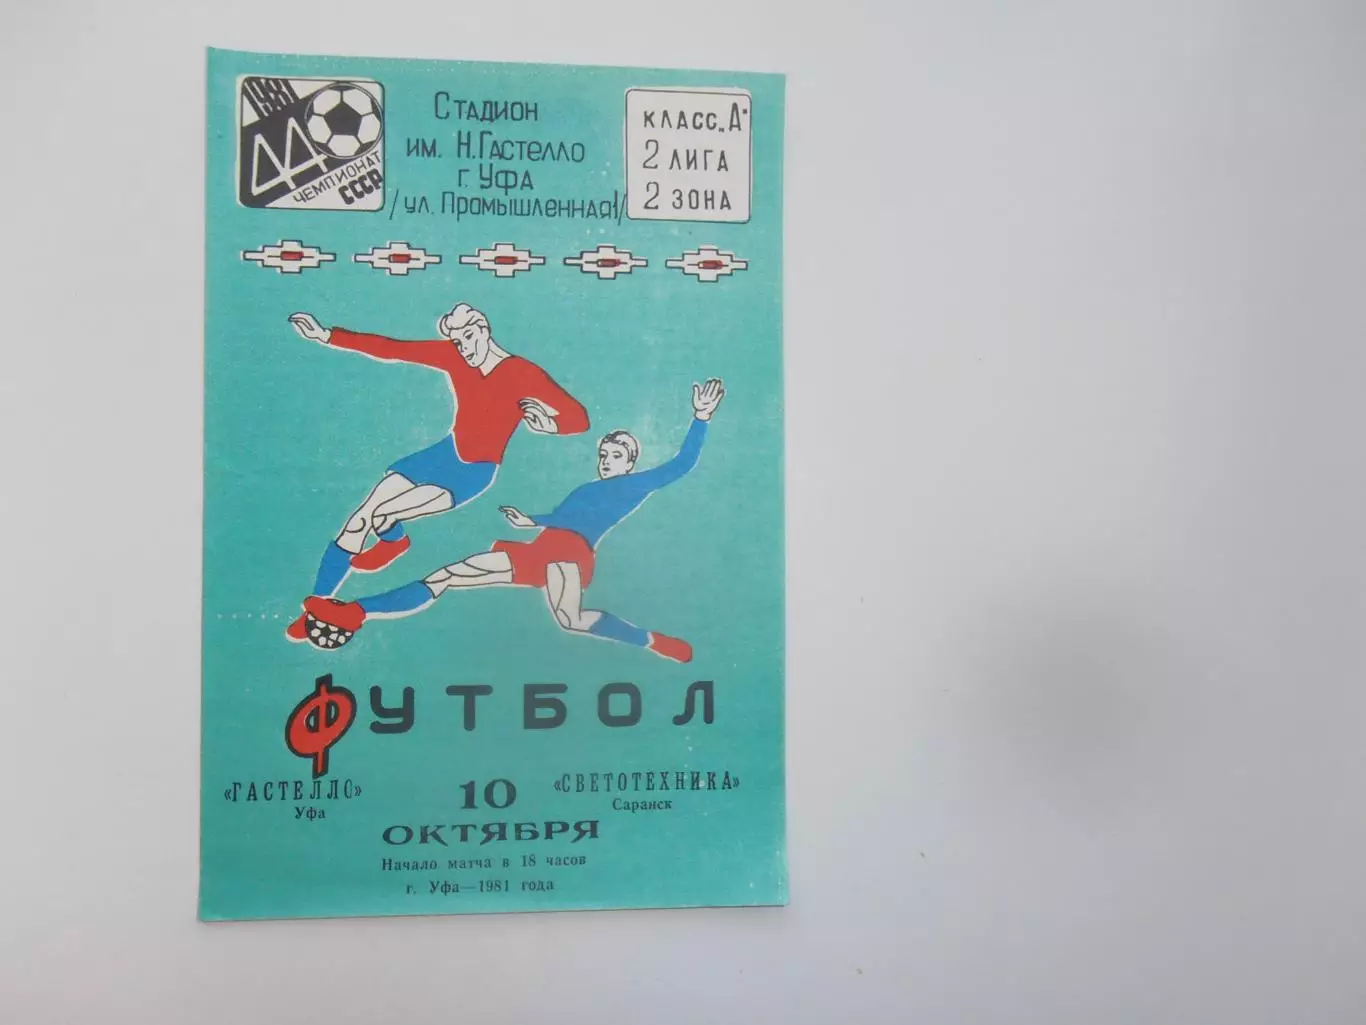 1981
44
ЧЕМПИОНАТ
СССР
СТАДИОН
ИМ. Н.ГАСТЕЛЛО
Г. УФА
/УЛ. ПРОМЫШЛЕННАЯ1/
КЛАСС „А“
2 ЛИГА
2 ЗОНА
ФУТБОЛ
«ГАСТЕЛЛО»
Уфа
«СВЕТОТЕХНИКА»
Саранск
10
ОКТЯБРЯ
Начало матча в 18 часов
г. Уфа—1981 года